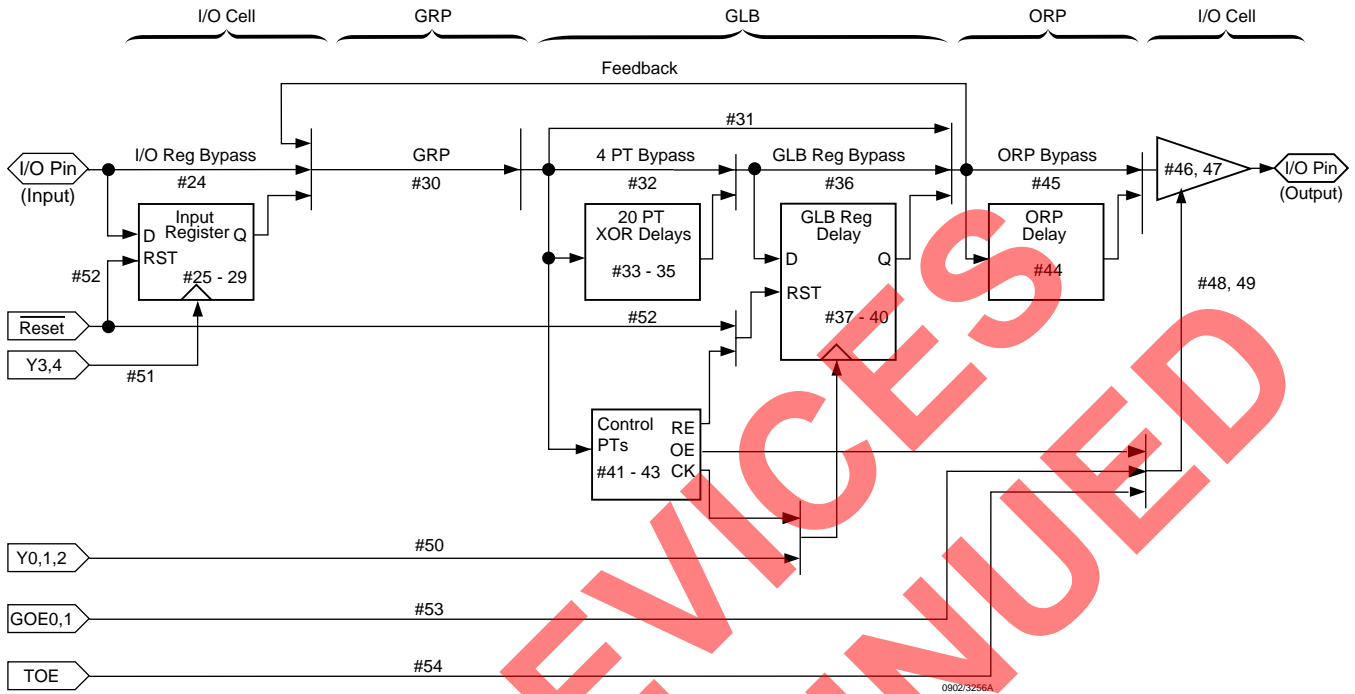 I/O Cell
GRP
GLB
ORP
I/O Cell
Feedback
#31
I/O Pin
(Input)
I/O Reg Bypass
#24
GRP
#30
4 PT Bypass
#32
GLB Reg Bypass
#36
ORP Bypass
#45
#46, 47
I/O Pin
(Output)
Input
Register
D
Q
RST
#25 - 29
#52
20 PT
XOR Delays
#33 - 35
GLB Reg
Delay
D
Q
RST
#37 - 40
ORP
Delay
#44
#48, 49
Reset
#52
Y3,4
#51
Control
PTs
#41 - 43
RE
OE
CK
Y0,1,2
#50
GOE0,1
#53
TOE
#54
0902/3256A
EVICES
NUED